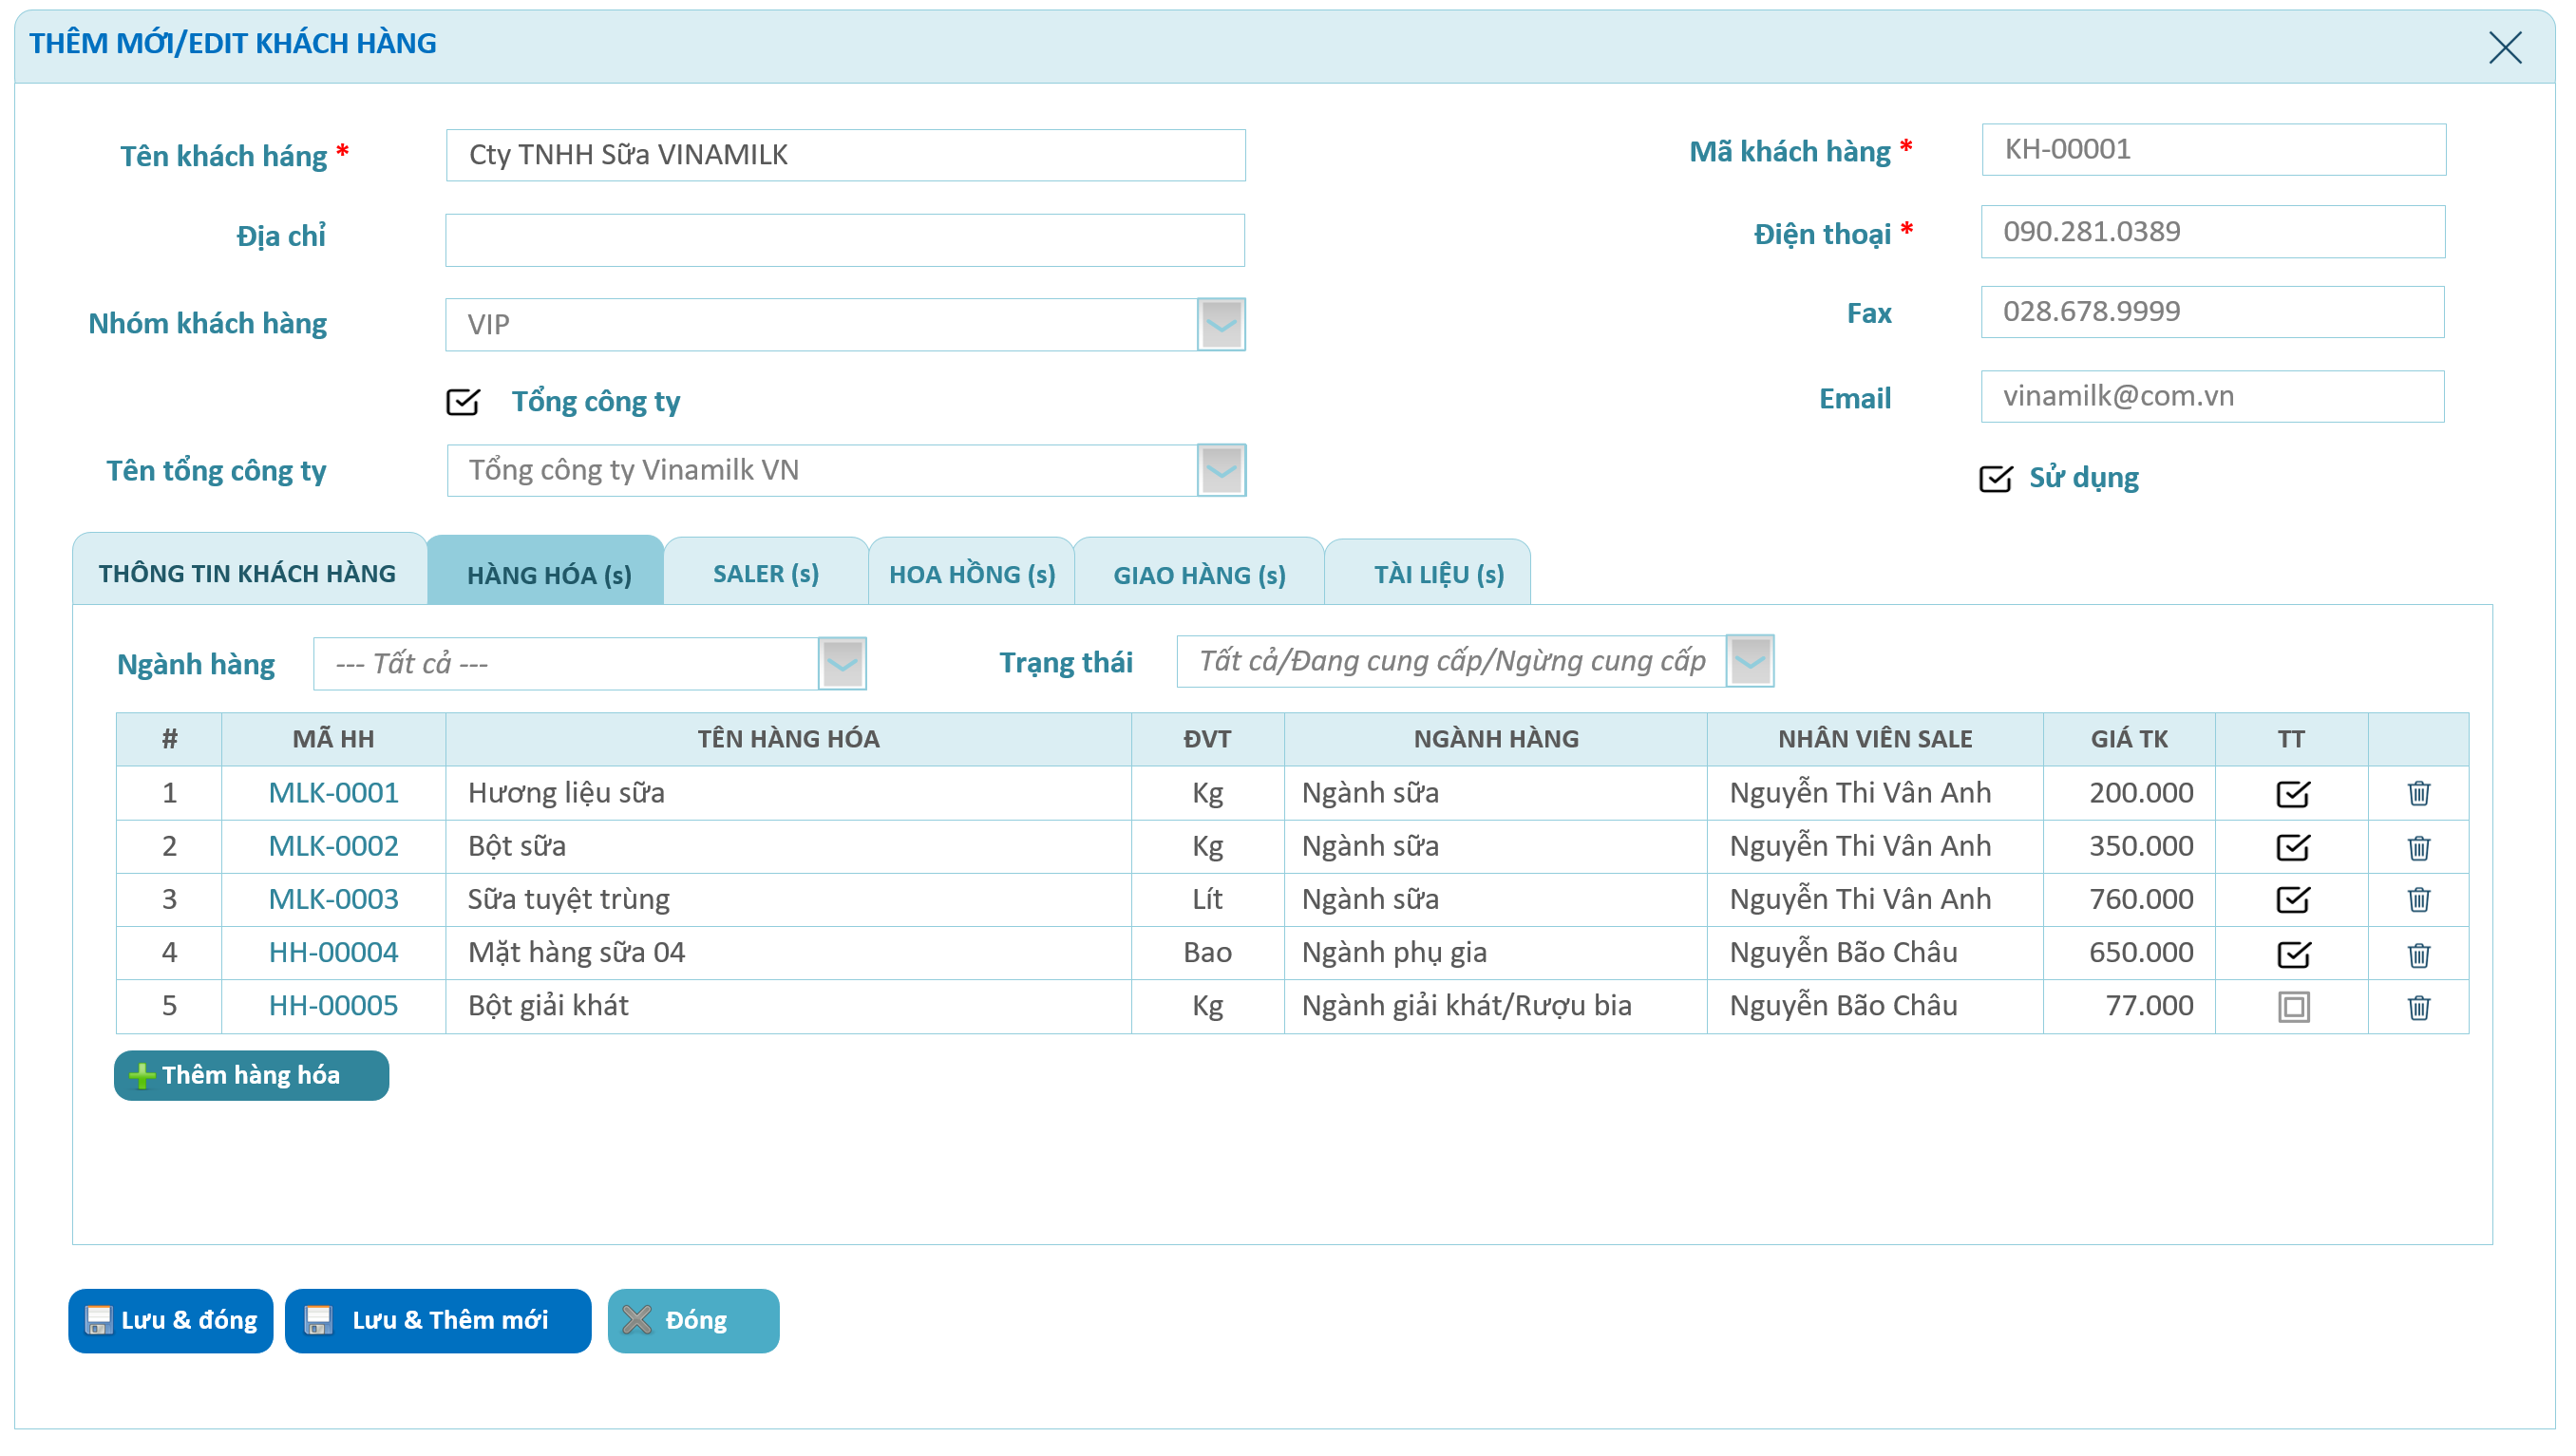 THÊM MỚI/EDIT KHÁCH HÀNG
Tên khách háng *
Cty TNHH Sữa VINAMILK
Mã khách hàng *
KH-00001
Địa chỉ
Điện thoại *
090.281.0389
Nhóm khách hàng
VIP
Fax
028.678.9999
Tổng công ty
Email
vinamilk@com.vn
Tên tổng công ty
Tổng công ty Vinamilk VN
Sử dụng
THÔNG TIN KHÁCH HÀNG HÀNG HÓA (s) SALER (s) HOA HỒNG (s) GIAO HÀNG (s) TÀI LIỆU (s)
Ngành hàng --- Tất cả --- Trạng thái Tất cả/Đang cung cấp/Ngừng cung cấp
# MÃ HH TÊN HÀNG HÓA ĐVT NGÀNH HÀNG NHÂN VIÊN SALE GIÁ TK TT
1 MLK-0001 Hương liệu sữa Kg Ngành sữa Nguyễn Thi Vân Anh 200.000
2 MLK-0002 Bột sữa Kg Ngành sữa Nguyễn Thi Vân Anh 350.000
3 MLK-0003 Sữa tuyệt trùng Lít Ngành sữa Nguyễn Thi Vân Anh 760.000
4 HH-00004 Mặt hàng sữa 04 Bao Ngành phụ gia Nguyễn Bão Châu 650.000
5 HH-00005 Bột giải khát Kg Ngành giải khát/Rượu bia Nguyễn Bão Châu 77.000
Thêm hàng hóa
Lưu & đóng Lưu & Thêm mới Đóng